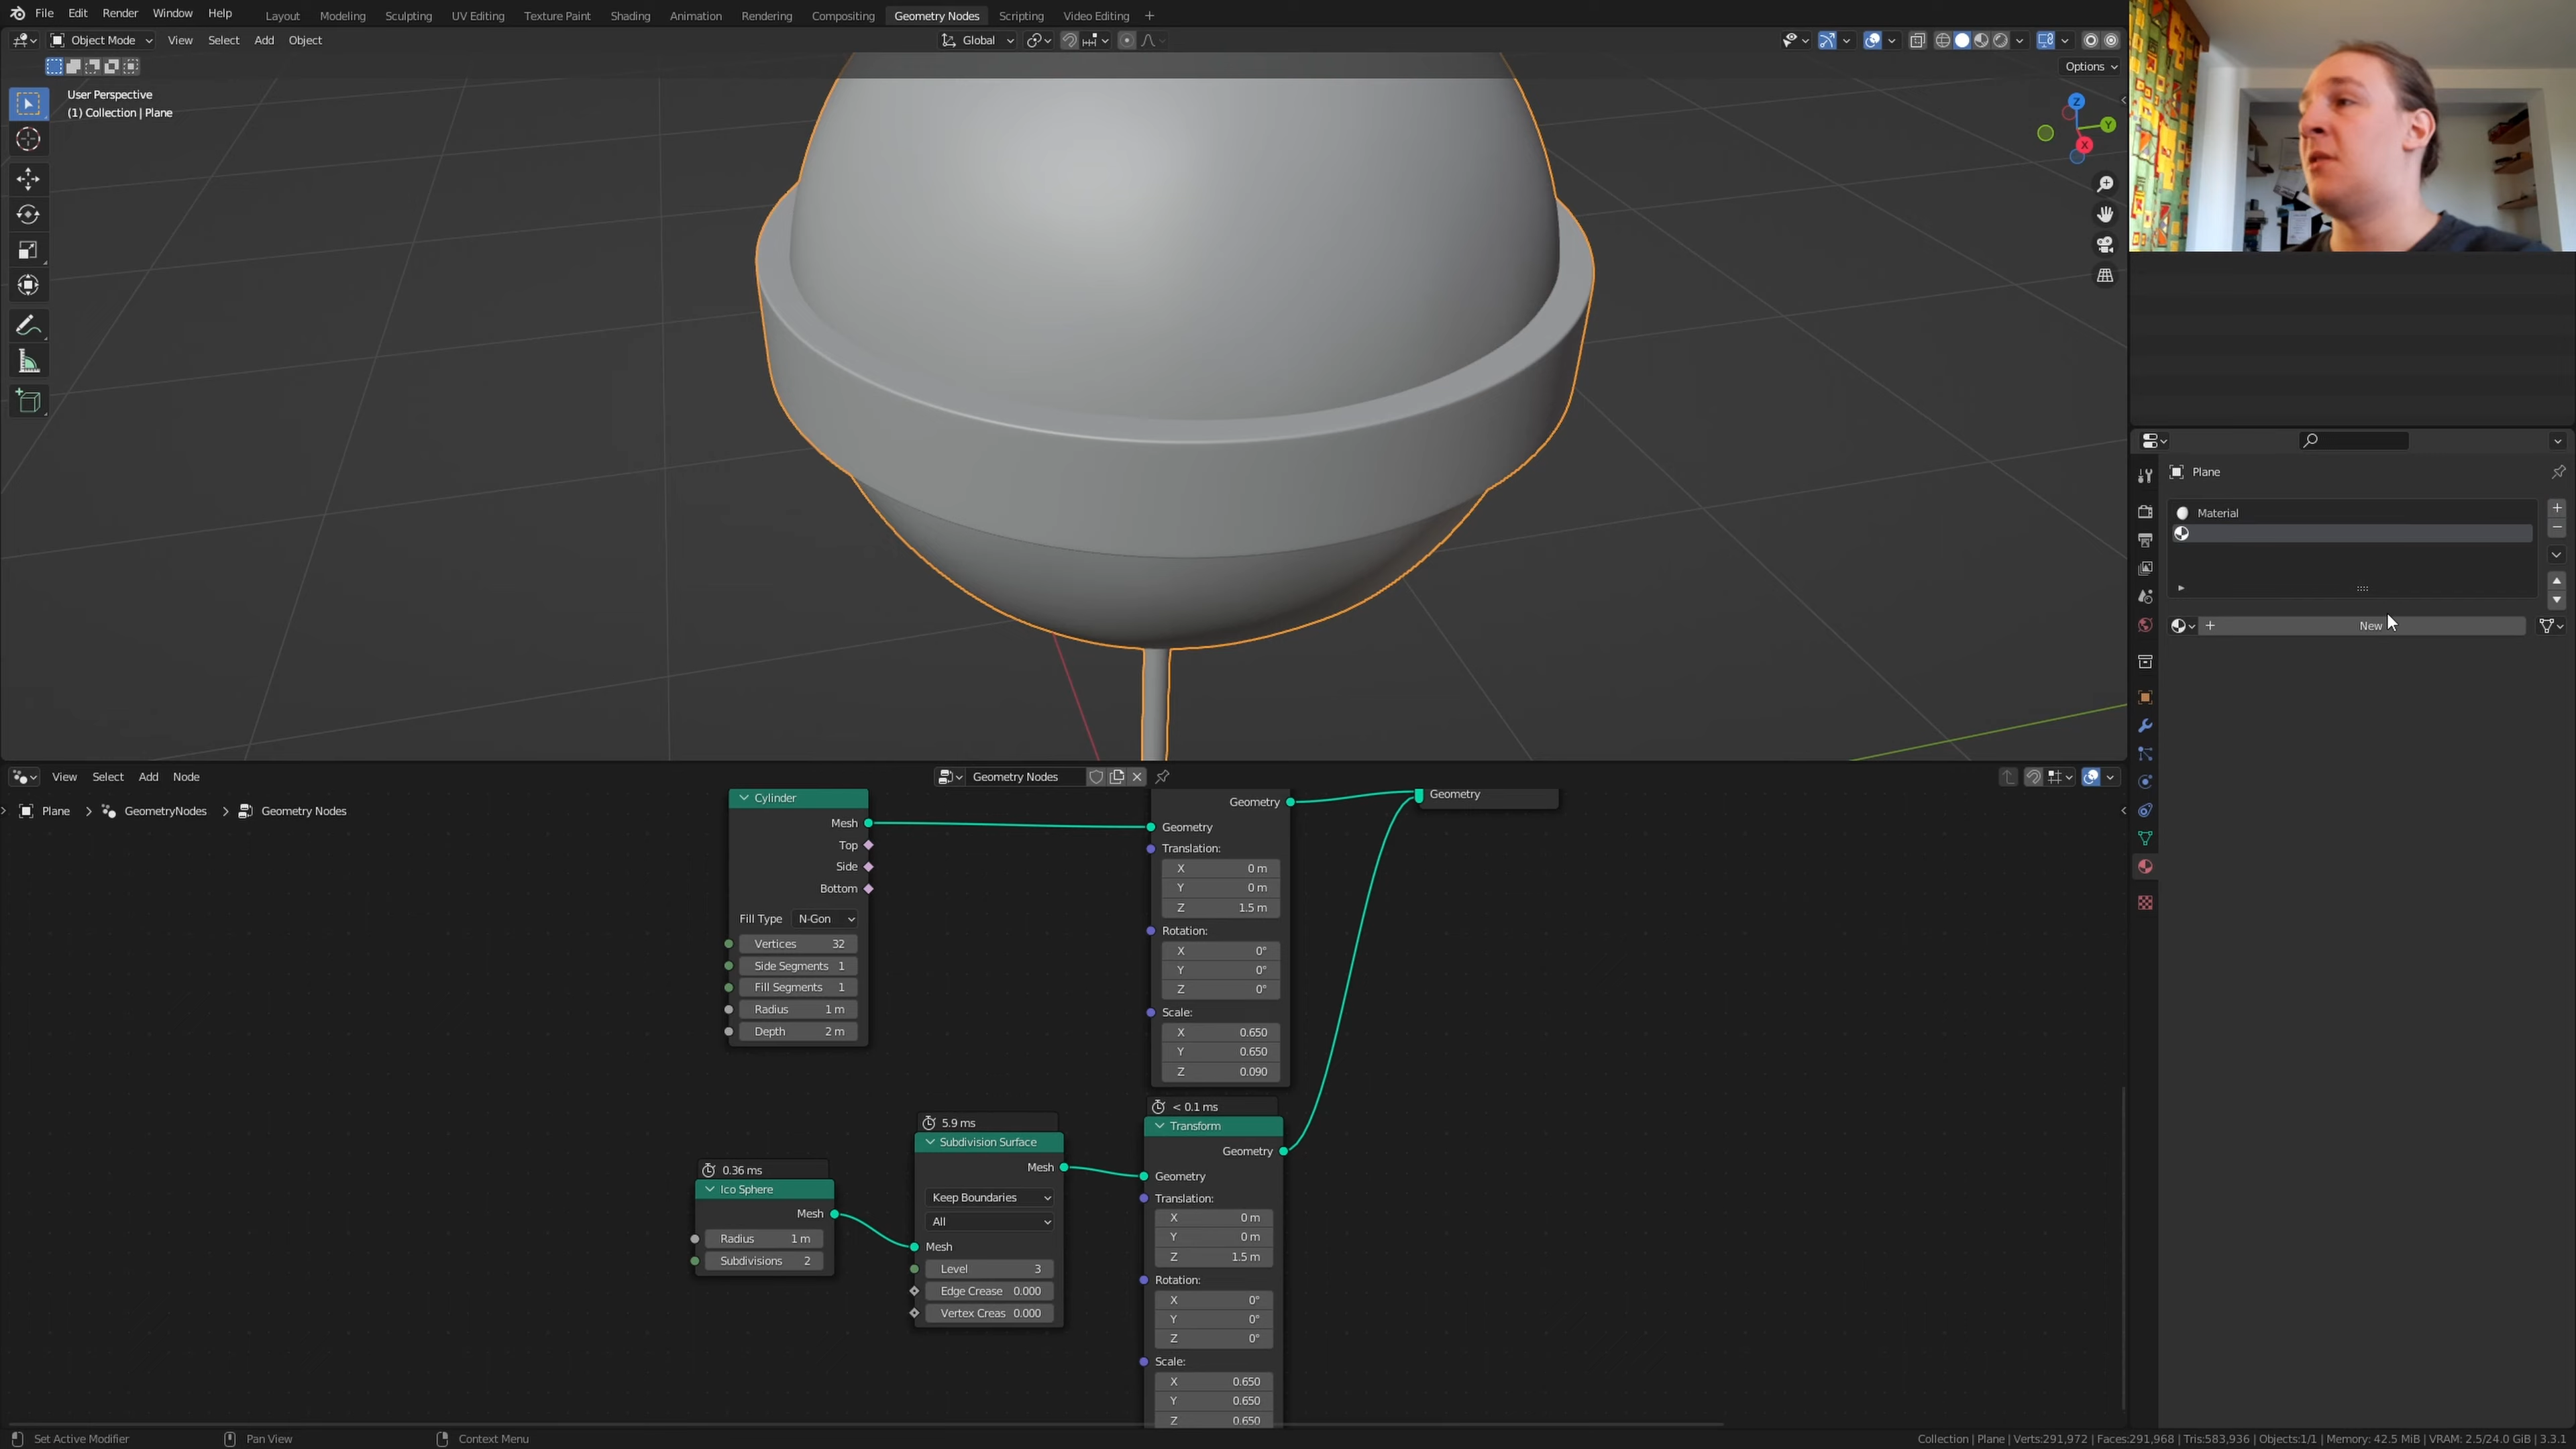 File Edit Render Window Help Layout Modeling Sculpting UV Editing Texture Paint Shading Animation Rendering Compositing Geometry Nodes Scripting Video Editing +
Object Mode View Select Add Object Global
Options
User Perspective
(1) Collection | Plane
Z
Y
X
Plane
Material
+ New
View Select Add Node Geometry Nodes
Plane > GeometryNodes > Geometry Nodes
Cylinder
Mesh
Top
Side
Bottom
Fill Type N-Gon
Vertices 32
Side Segments 1
Fill Segments 1
Radius 1 m
Depth 2 m
Geometry
Geometry
Translation:
X 0 m
Y 0 m
Z 1.5 m
Rotation:
X 0°
Y 0°
Z 0°
Scale:
X 0.650
Y 0.650
Z 0.090
Geometry
0.36 ms
Ico Sphere
Mesh
Radius 1 m
Subdivisions 2
5.9 ms
Subdivision Surface
Mesh
Keep Boundaries
All
Mesh
Level 3
Edge Crease 0.000
Vertex Creas 0.000
< 0.1 ms
Transform
Geometry
Geometry
Translation:
X 0 m
Y 0 m
Z 1.5 m
Rotation:
X 0°
Y 0°
Z 0°
Scale:
X 0.650
Y 0.650
Z 0.650
Set Active Modifier Pan View Context Menu
Collection | Plane | Verts:291,972 | Faces:291,968 | Tris:583,936 | Objects:1/1 | Memory: 42.5 MiB | VRAM: 2.5/24.0 GiB | 3.3.1